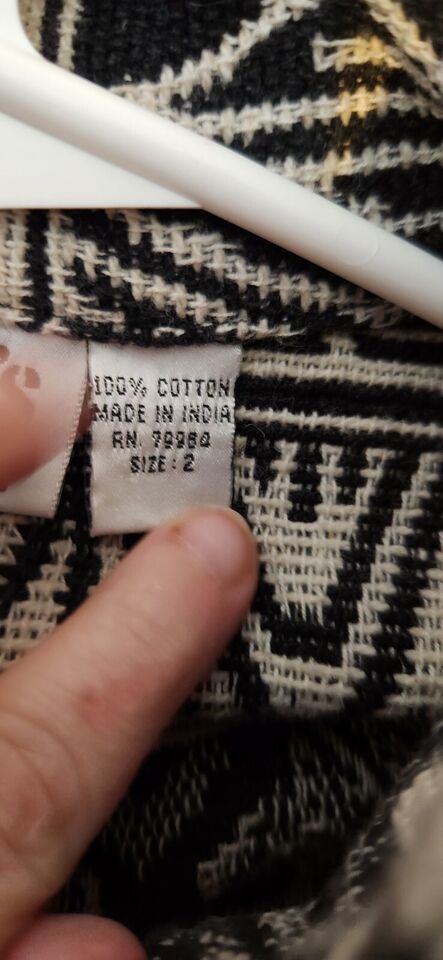 100% COTTON
MADE IN INDIA
RN. 79984
SIZE: 2